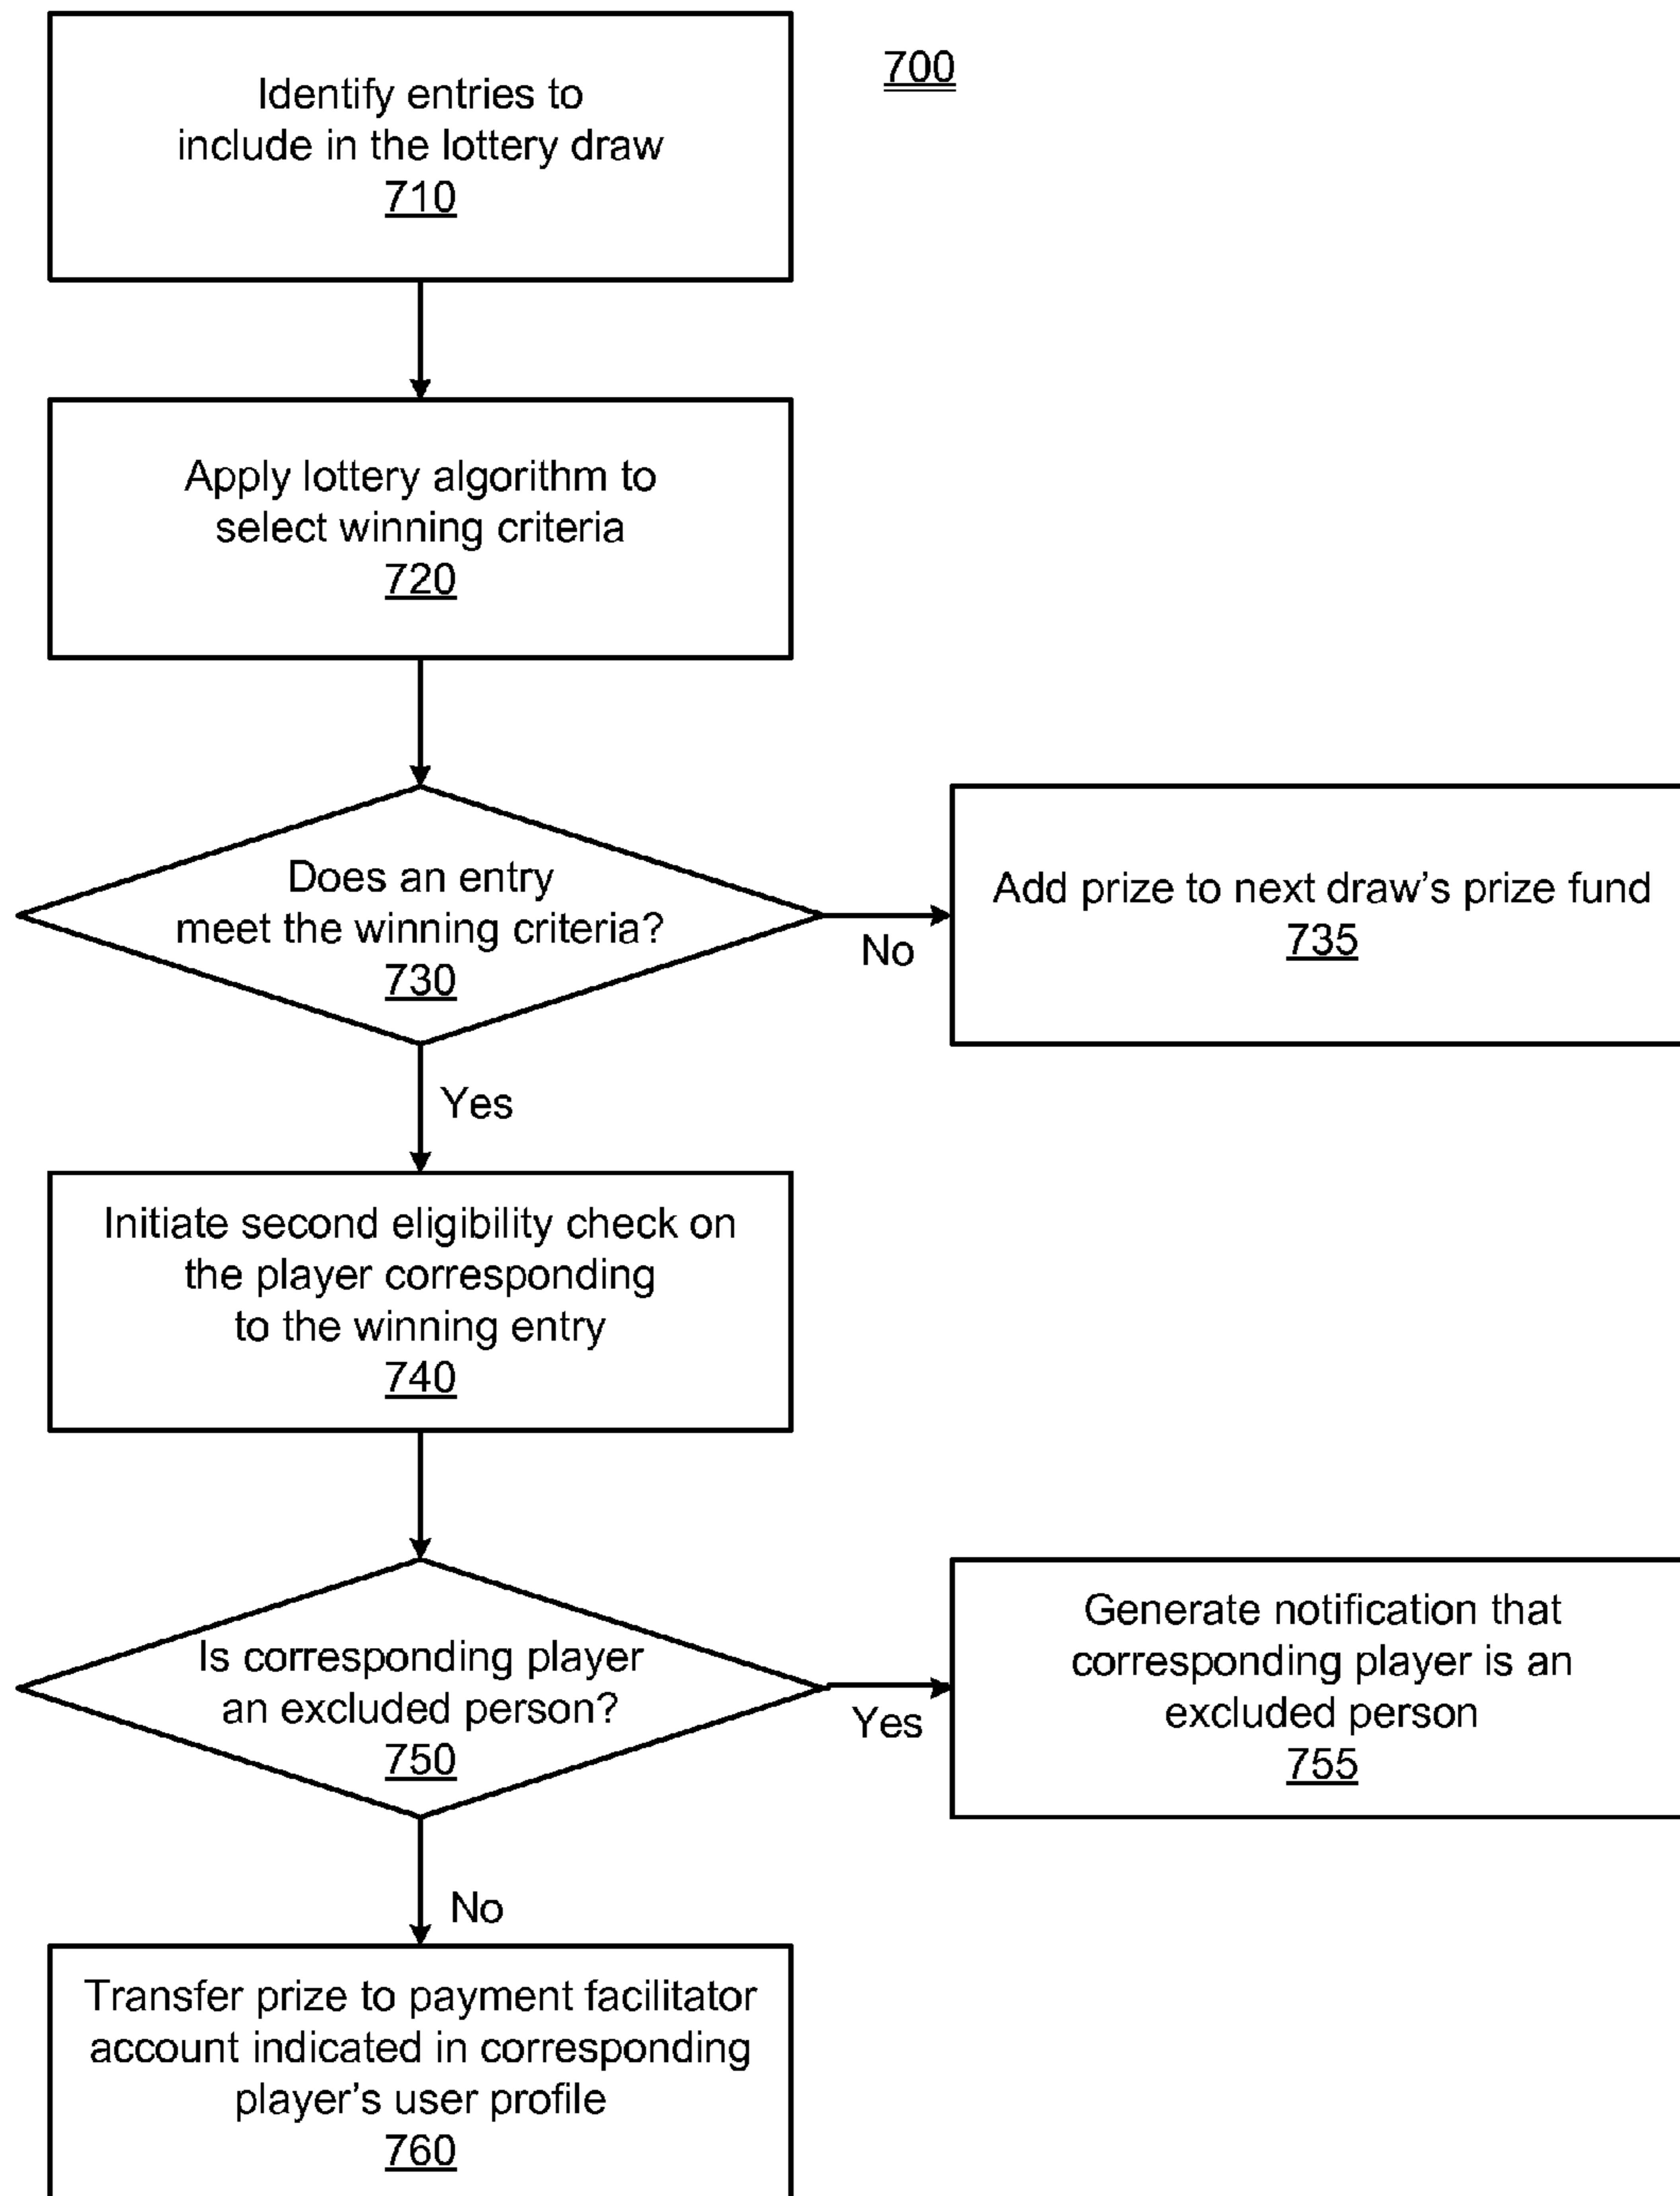 700
Identify entries to
include in the lottery draw
710
Apply lottery algorithm to
select winning criteria
720
Does an entry
meet the winning criteria?
730
No
Add prize to next draw’s prize fund
735
Yes
Initiate second eligibility check on
the player corresponding
to the winning entry
740
Is corresponding player
an excluded person?
750
Yes
Generate notification that
corresponding player is an
excluded person
755
No
Transfer prize to payment facilitator
account indicated in corresponding
player’s user profile
760